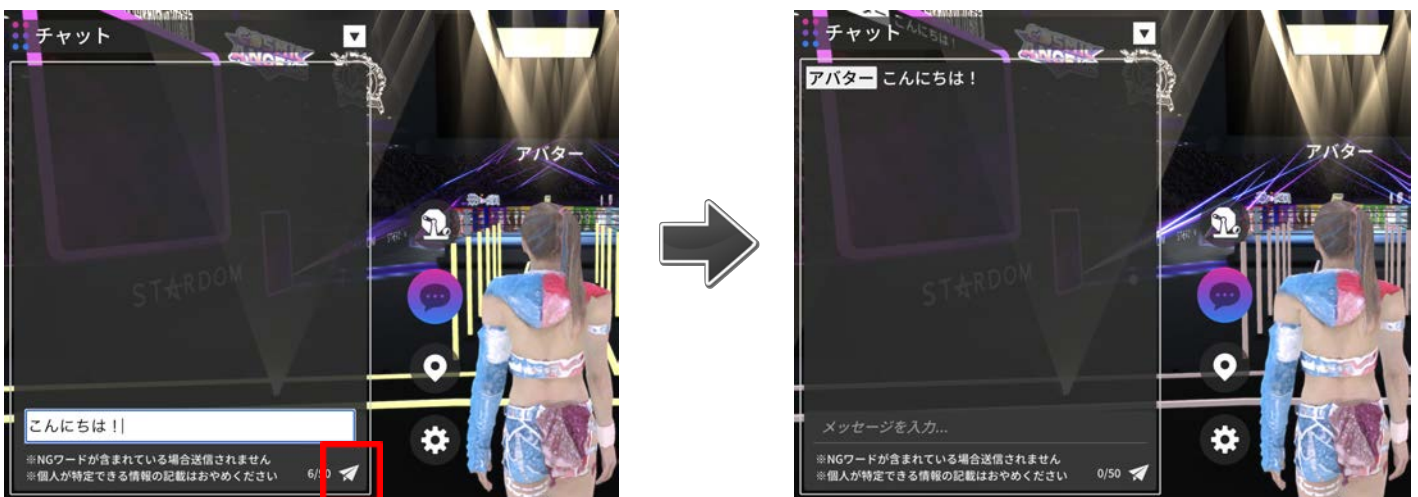 チャット
アバター
STARDOM
こんにちは！
※NGワードが含まれている場合送信されません
※個人が特定できる情報の記載はおやめください
6/50
チャット
こんにちは！
アバター こんにちは！
アバター
STARDOM
メッセージを入力...
※NGワードが含まれている場合送信されません
※個人が特定できる情報の記載はおやめください
0/50